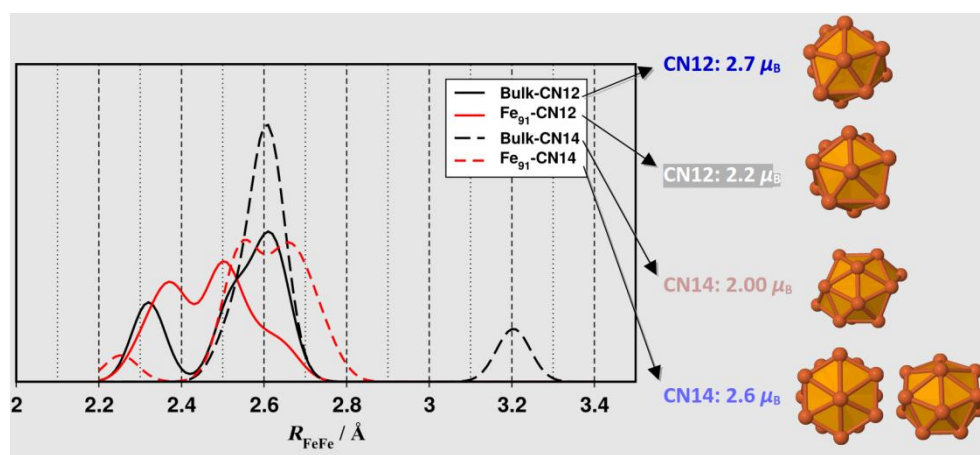 Bulk-CN12
Fe₉₁-CN12
Bulk-CN14
Fe₉₁-CN14
CN12: 2.7 μB
CN12: 2.2 μB
CN14: 2.00 μB
CN14: 2.6 μB
2 2.2 2.4 2.6 2.8 3 3.2 3.4
R_FeFe / Å